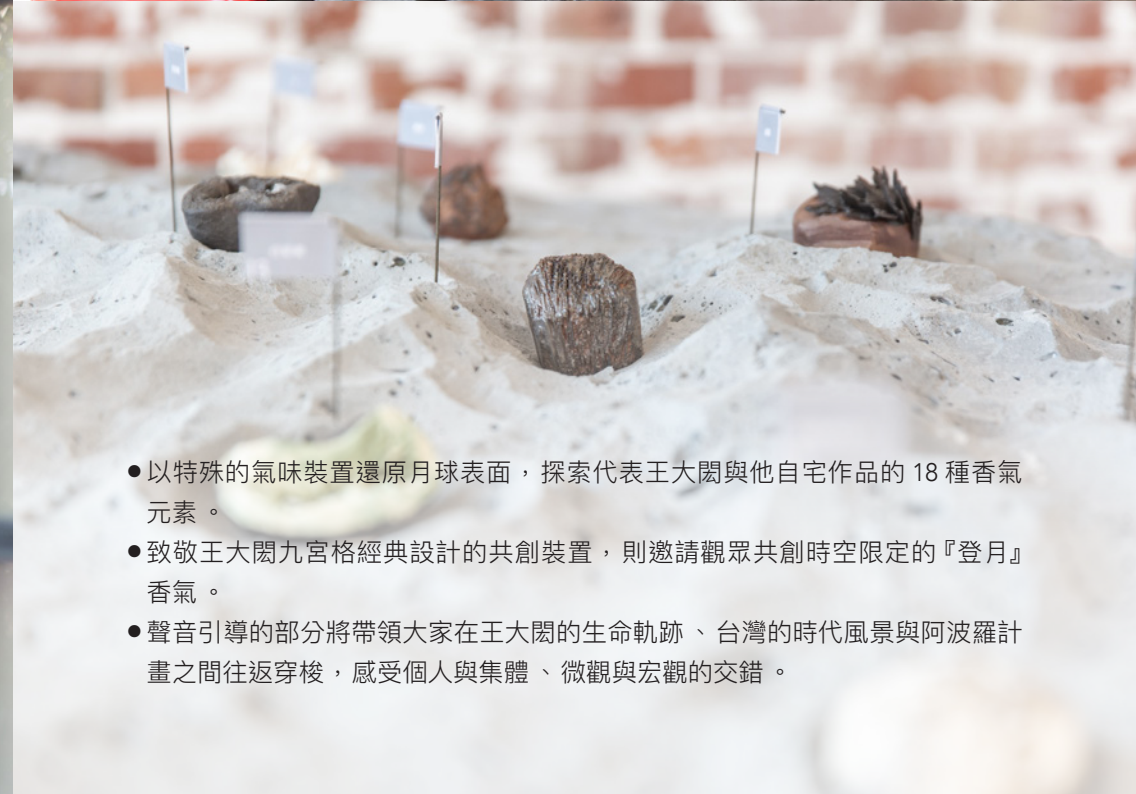 ●以特殊的氣味裝置還原月球表面，探索代表王大閎與他自宅作品的 18 種香氣
元素。
●致敬王大閎九宮格經典設計的共創裝置，則邀請觀眾共創時空限定的『登月』
香氣。
●聲音引導的部分將帶領大家在王大閎的生命軌跡、台灣的時代風景與阿波羅計
畫之間往返穿梭，感受個人與集體、微觀與宏觀的交錯。